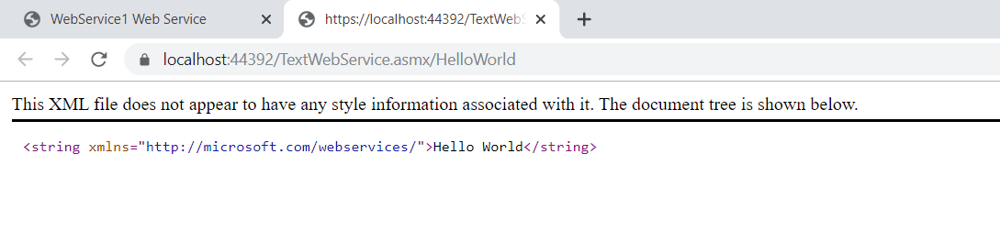 WebService1 Web Service
https://localhost:44392/TextWebS
localhost:44392/TextWebService.asmx/HelloWorld
This XML file does not appear to have any style information associated with it. The document tree is shown below.
<string xmlns="http://microsoft.com/webservices/">Hello World</string>